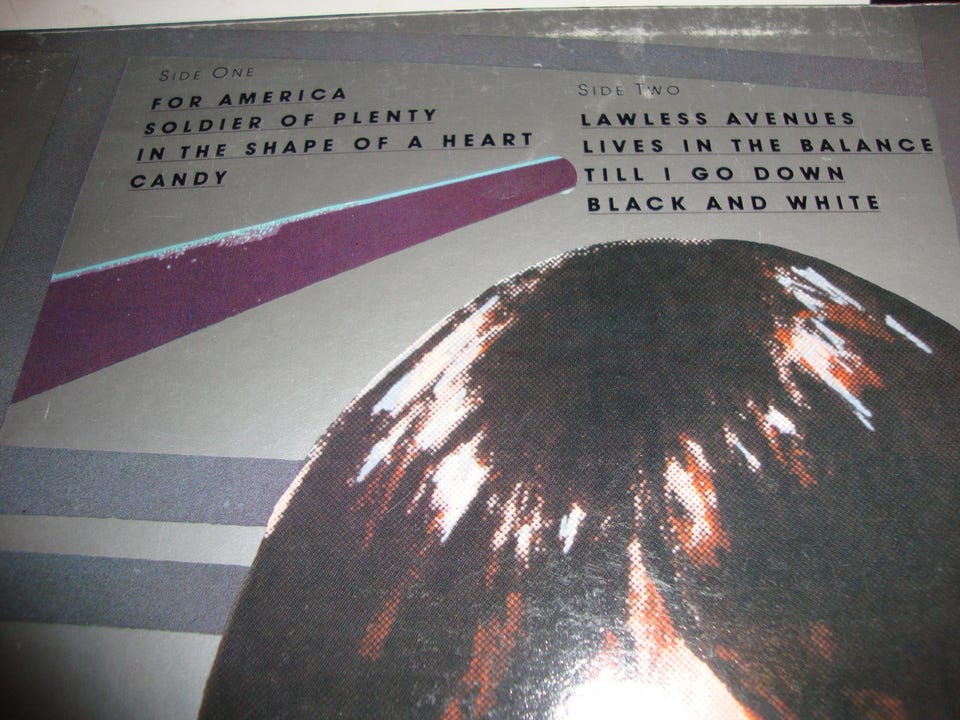 SIDE ONE
FOR AMERICA
SOLDIER OF PLENTY
IN THE SHAPE OF A HEART
CANDY
SIDE TWO
LAWLESS AVENUES
LIVES IN THE BALANCE
TILL I GO DOWN
BLACK AND WHITE